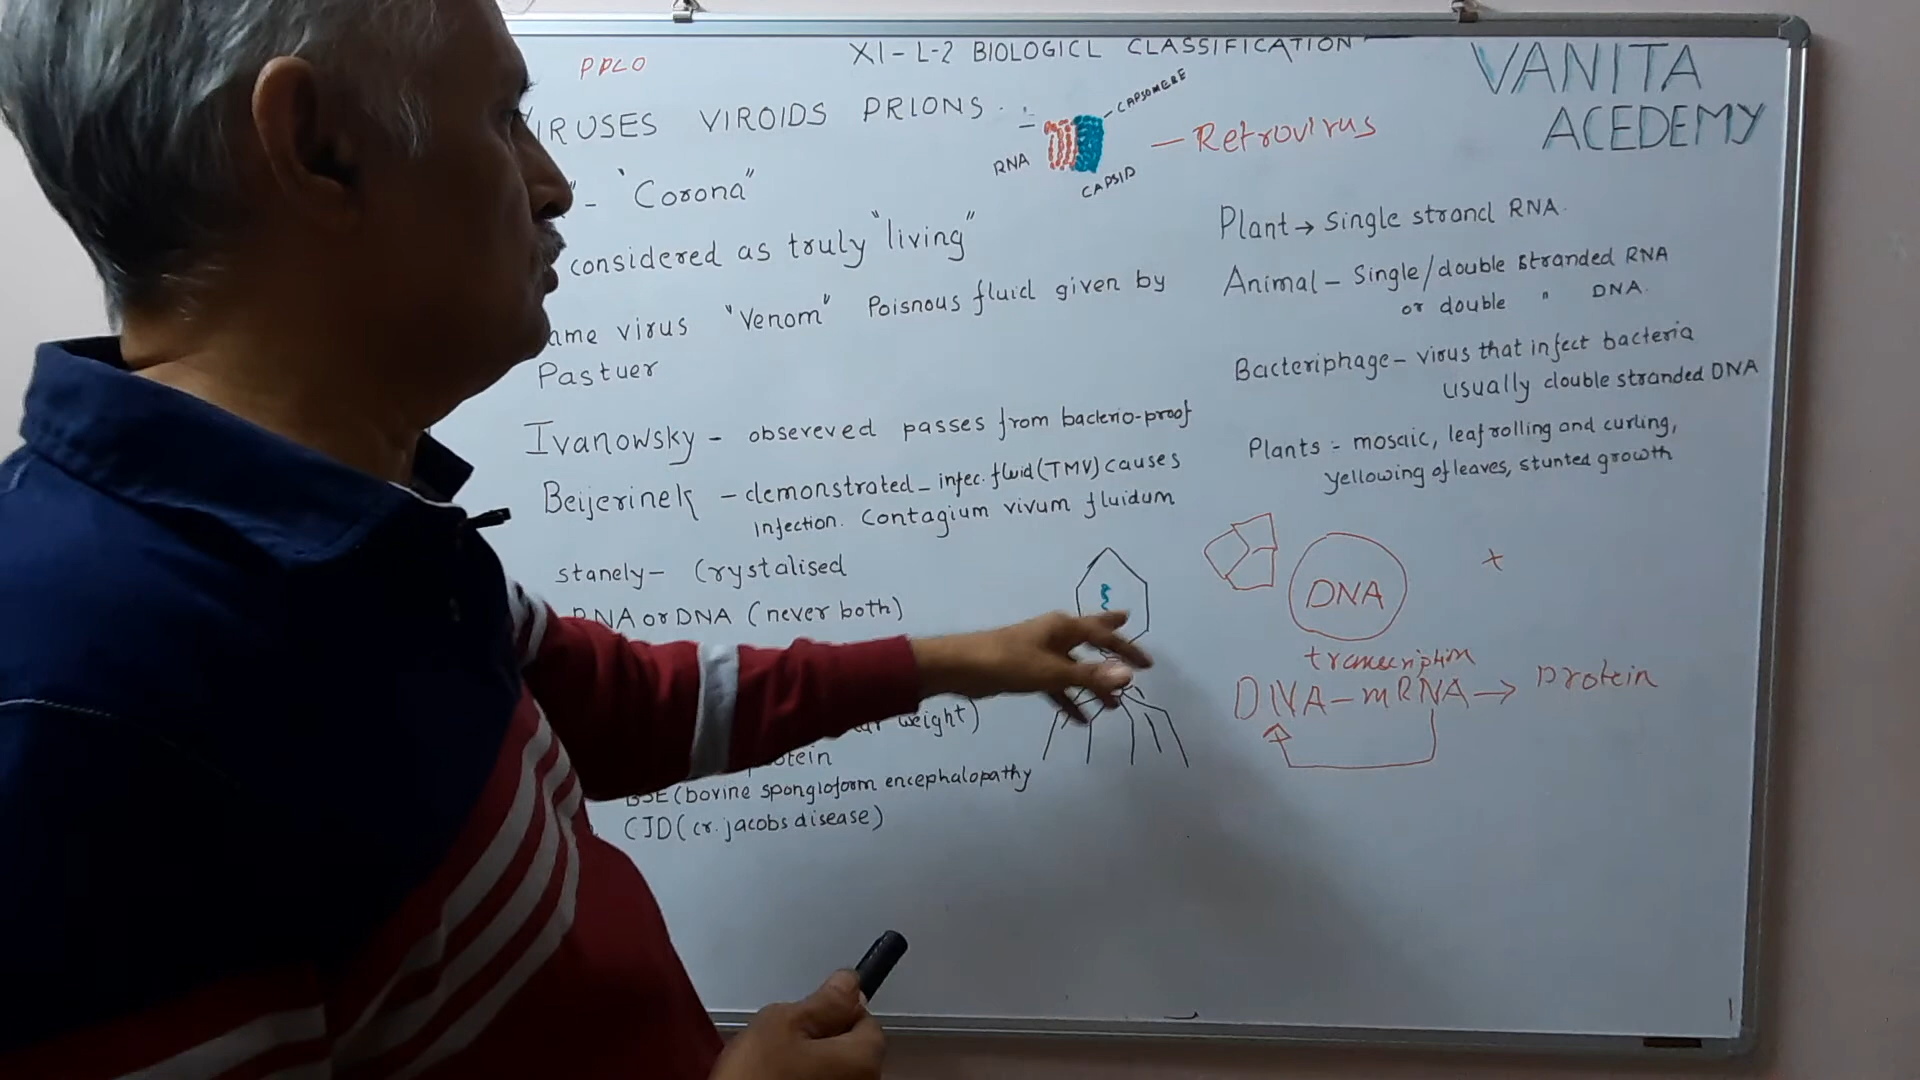 PPLO
XI-L-2 BIOLOGICL CLASSIFICATION
VANITA
ACEDEMY
VIRUSES VIROIDS PRIONS
CAPSOMERE
RNA
CAPSID
— Retrovirus
- "Corona"
considered as truly "living"
virus "Venom" Poisnous fluid given by
Pastuer
Ivanowsky - obsereved passes from bacterio-proof
Beijerinek - demonstrated - infec. fluid (TMV) causes
Infection. Contagium vivum fluidum
stanely - Crystalised
RNA or DNA (never both)
weight)
BSE (bovine spongioform encephalopathy
CJD (cr. jacobs disease)
Plant → Single strand RNA.
Animal - Single/double stranded RNA
or double " DNA.
Bacteriphage - virus that infect bacteria
usually double stranded DNA
Plants = mosaic, leaf rolling and curling,
Yellowing of leaves, stunted growth
DNA
+
transcription
DNA - mRNA → Protein